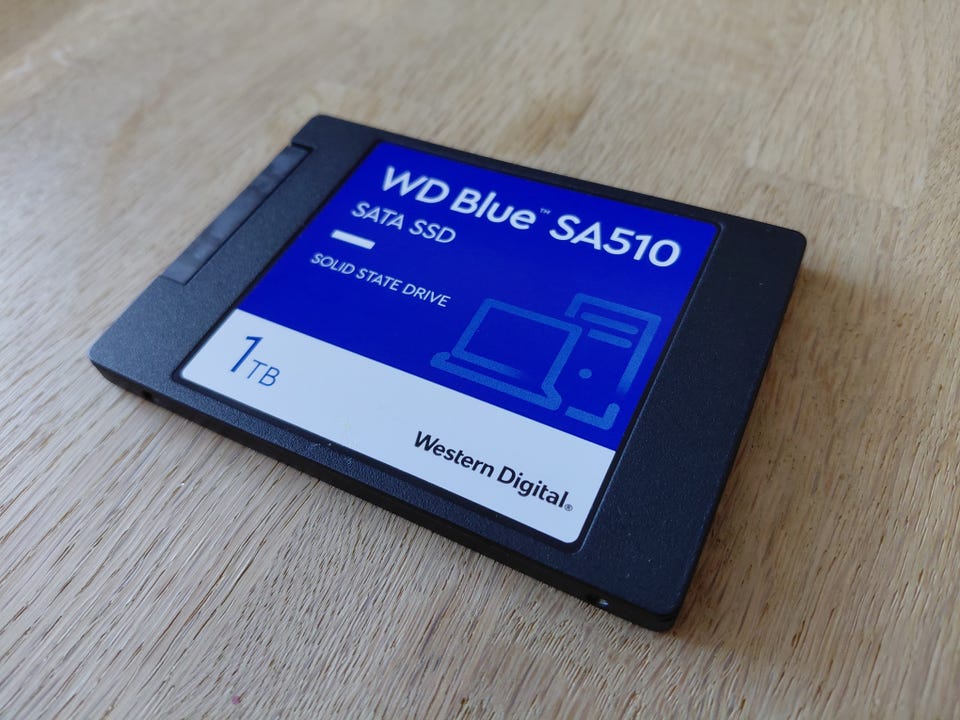 WD Blue™ SA510
SATA SSD
SOLID STATE DRIVE
1TB
Western Digital®